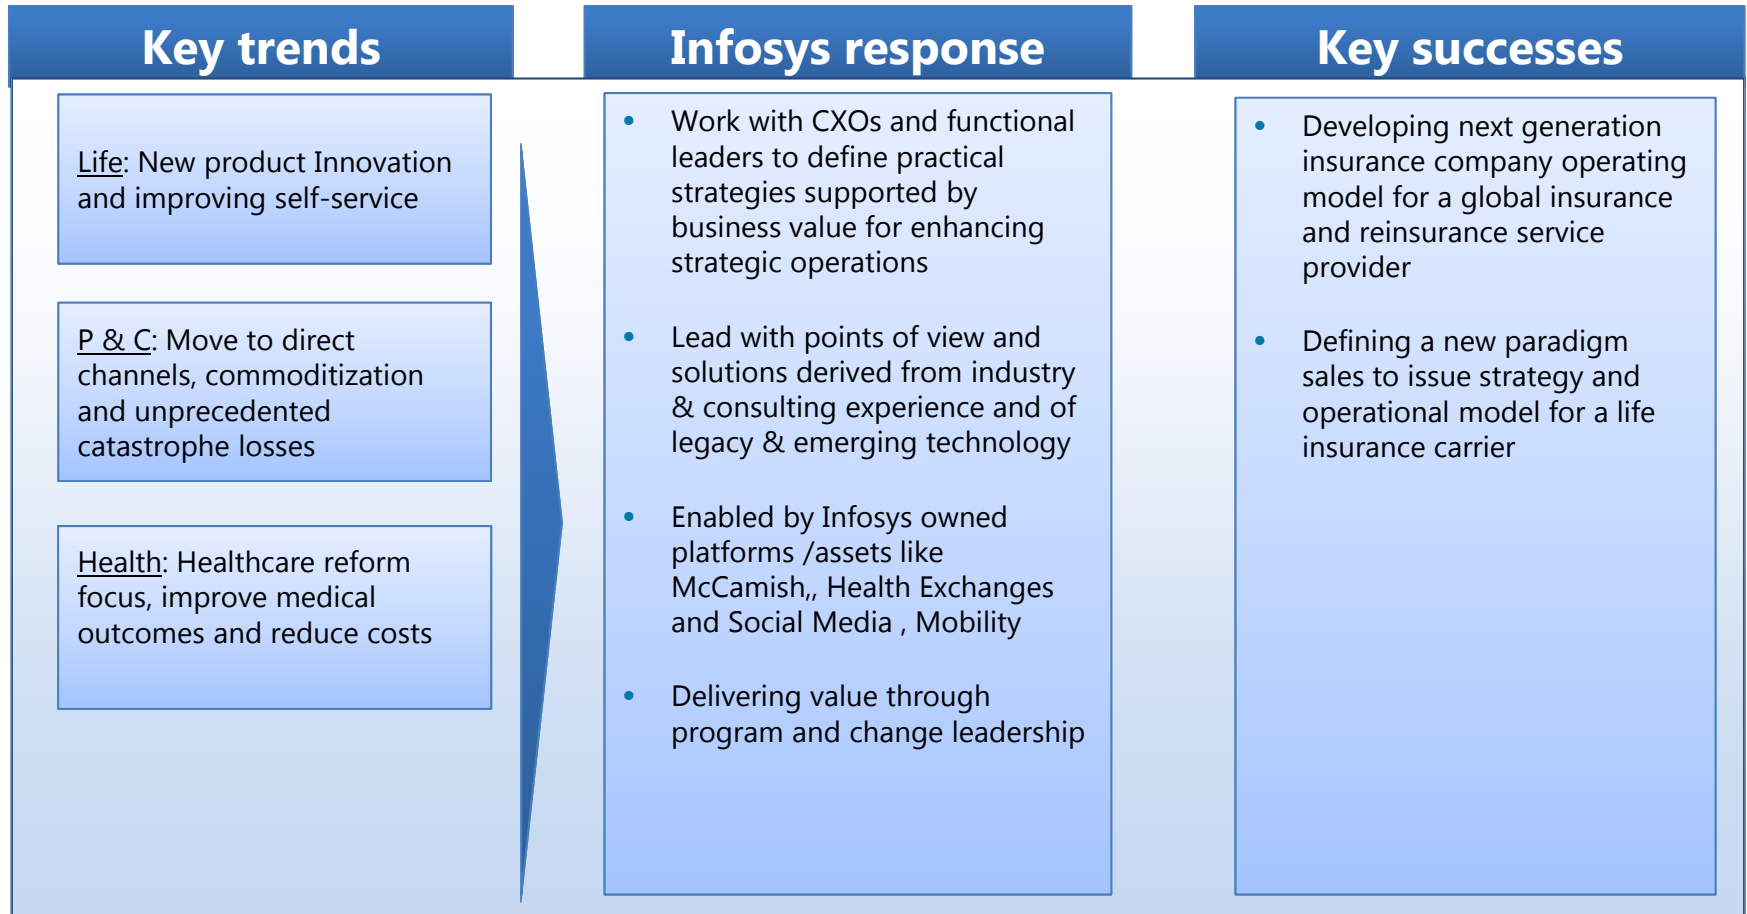 Key trends
Life: New product Innovation
and improving self-service
P & C: Move to direct
channels, commoditization
and unprecedented
catastrophe losses
Health: Healthcare reform
focus, improve medical
outcomes and reduce costs
Infosys response
• Work with CXOs and functional
leaders to define practical
strategies supported by
business value for enhancing
strategic operations
• Lead with points of view and
solutions derived from industry
& consulting experience and of
legacy & emerging technology
• Enabled by Infosys owned
platforms /assets like
McCamish,, Health Exchanges
and Social Media , Mobility
• Delivering value through
program and change leadership
Key successes
• Developing next generation
insurance company operating
model for a global insurance
and reinsurance service
provider
• Defining a new paradigm
sales to issue strategy and
operational model for a life
insurance carrier